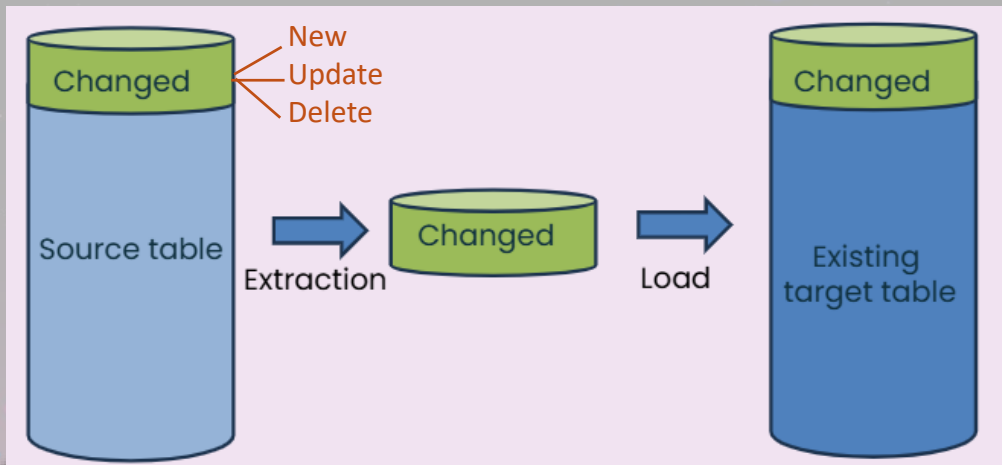 Changed
New
Update
Delete
Source table
Extraction
Changed
Load
Changed
Existing
target table